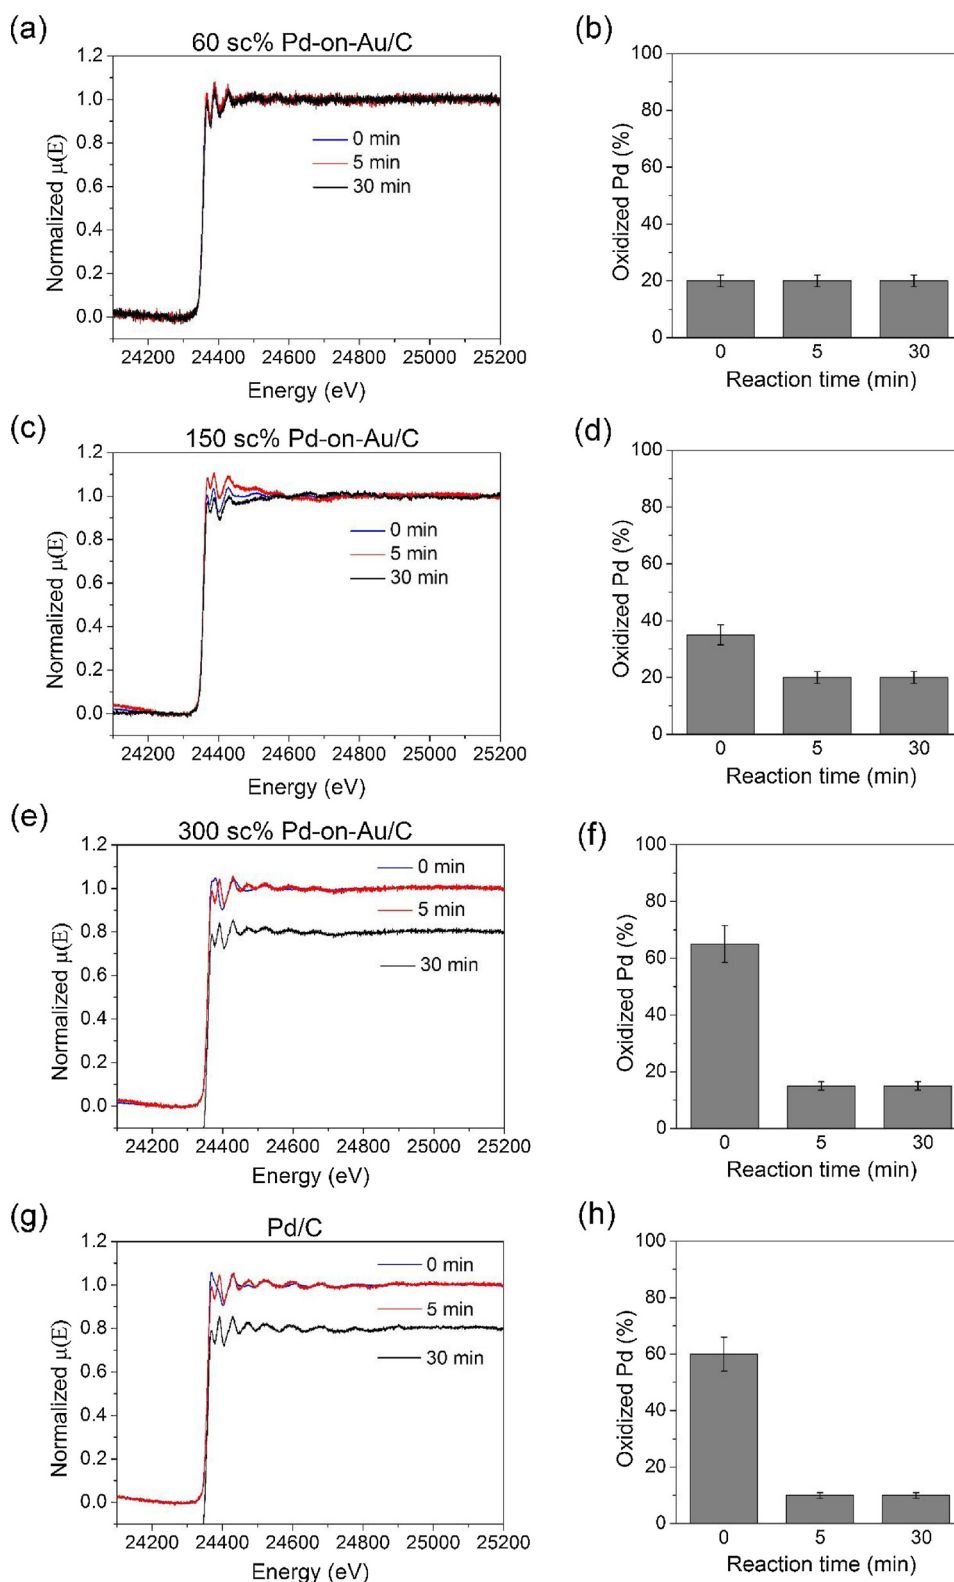 (a)
60 sc% Pd-on-Au/C
1.2
1.0
0.8
0.6
0.4
0.2
0.0
Normalized μ(E)
0 min
5 min
30 min
24200 24400 24600 24800 25000 25200
Energy (eV)
(b)
100
80
60
40
20
0
Oxidized Pd (%)
0 5 30
Reaction time (min)
(c)
150 sc% Pd-on-Au/C
1.2
1.0
0.8
0.6
0.4
0.2
0.0
Normalized μ(E)
0 min
5 min
30 min
24200 24400 24600 24800 25000 25200
Energy (eV)
(d)
100
80
60
40
20
0
Oxidized Pd (%)
0 5 30
Reaction time (min)
(e)
300 sc% Pd-on-Au/C
1.2
1.0
0.8
0.6
0.4
0.2
0.0
Normalized μ(E)
0 min
5 min
30 min
24200 24400 24600 24800 25000 25200
Energy (eV)
(f)
100
80
60
40
20
0
Oxidized Pd (%)
0 5 30
Reaction time (min)
(g)
Pd/C
1.2
1.0
0.8
0.6
0.4
0.2
0.0
Normalized μ(E)
0 min
5 min
30 min
24200 24400 24600 24800 25000 25200
Energy (eV)
(h)
100
80
60
40
20
0
Oxidized Pd (%)
0 5 30
Reaction time (min)